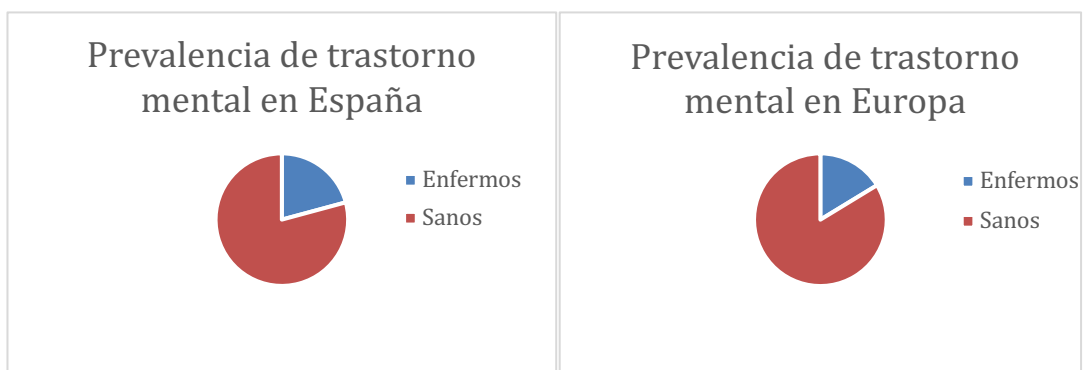 Prevalencia de trastorno
mental en España
Enfermos
Sanos
Prevalencia de trastorno
mental en Europa
Enfermos
Sanos